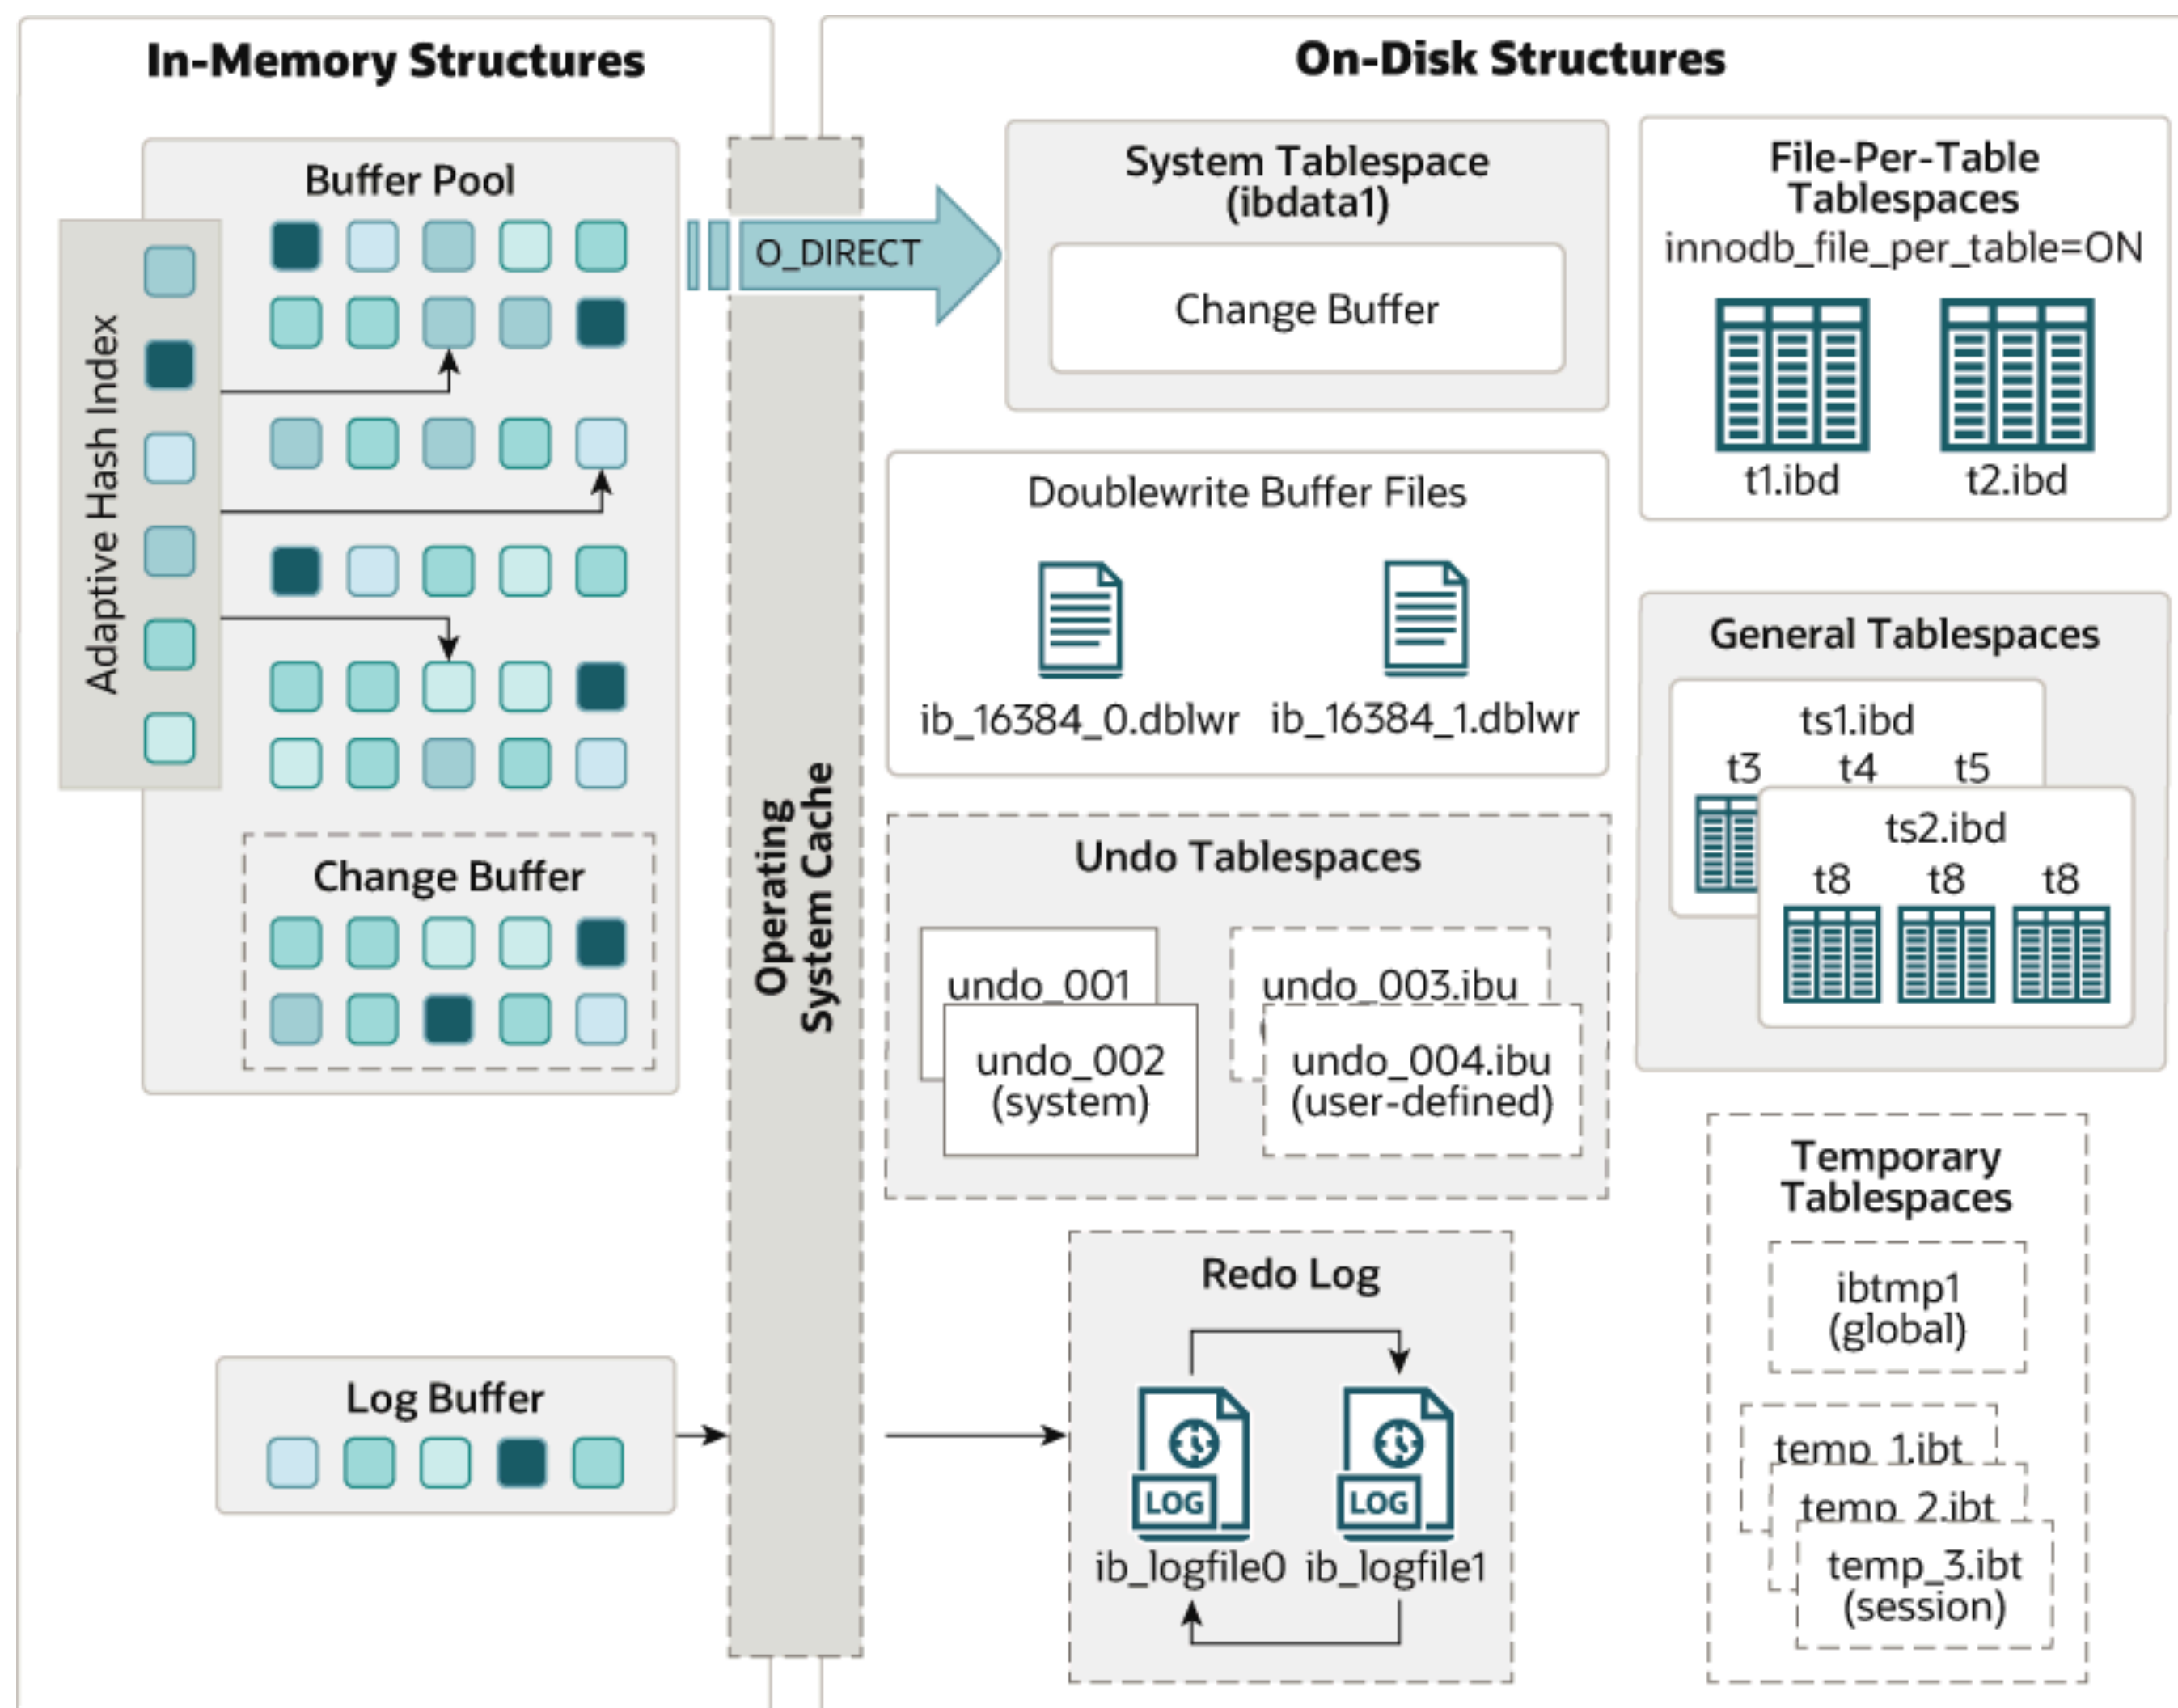 In-Memory Structures
Buffer Pool
Adaptive Hash Index
Change Buffer
Log Buffer
Operating
System Cache
O_DIRECT
On-Disk Structures
System Tablespace
(ibdata1)
Change Buffer
Doublewrite Buffer Files
ib_16384_0.dblwr
ib_16384_1.dblwr
Undo Tablespaces
undo_001
undo_002
(system)
undo_003.ibu
undo_004.ibu
(user-defined)
Redo Log
LOG
LOG
ib_logfile0
ib_logfile1
File-Per-Table
Tablespaces
innodb_file_per_table=ON
t1.ibd
t2.ibd
General Tablespaces
ts1.ibd
t3 t4 t5
ts2.ibd
t8 t8 t8
Temporary
Tablespaces
ibtmp1
(global)
temp_1.ibt
temp_2.ibt
temp_3.ibt
(session)